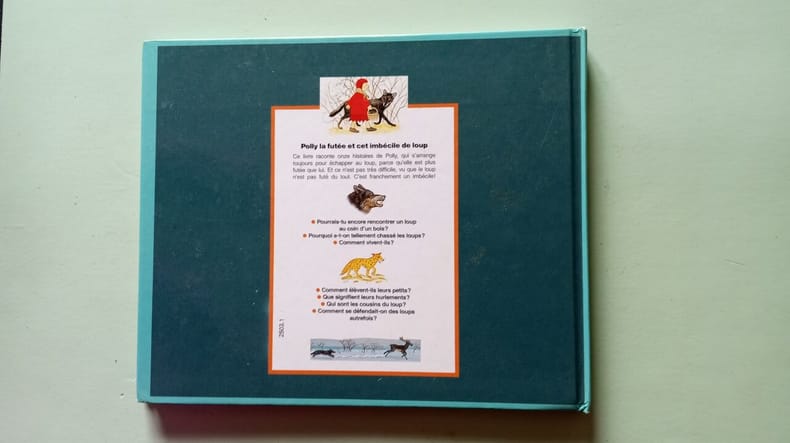 Polly la futée et cet imbécile de loup
Ce livre raconte onze histoires de Polly, qui s'arrange
toujours pour échapper au loup, parce qu'elle est plus
futée que lui. Et ce n'est pas très difficile, vu que le loup
n'est pas futé du tout. C'est franchement un imbécile!
● Pourrais-tu encore rencontrer un loup
au coin d'un bois?
● Pourquoi a-t-on tellement chassé les loups?
● Comment vivent-ils?
● Comment élèvent-ils leurs petits?
● Que signifient leurs hurlements?
● Qui sont les cousins du loup?
● Comment se défendait-on des loups
autrefois?
2503.1